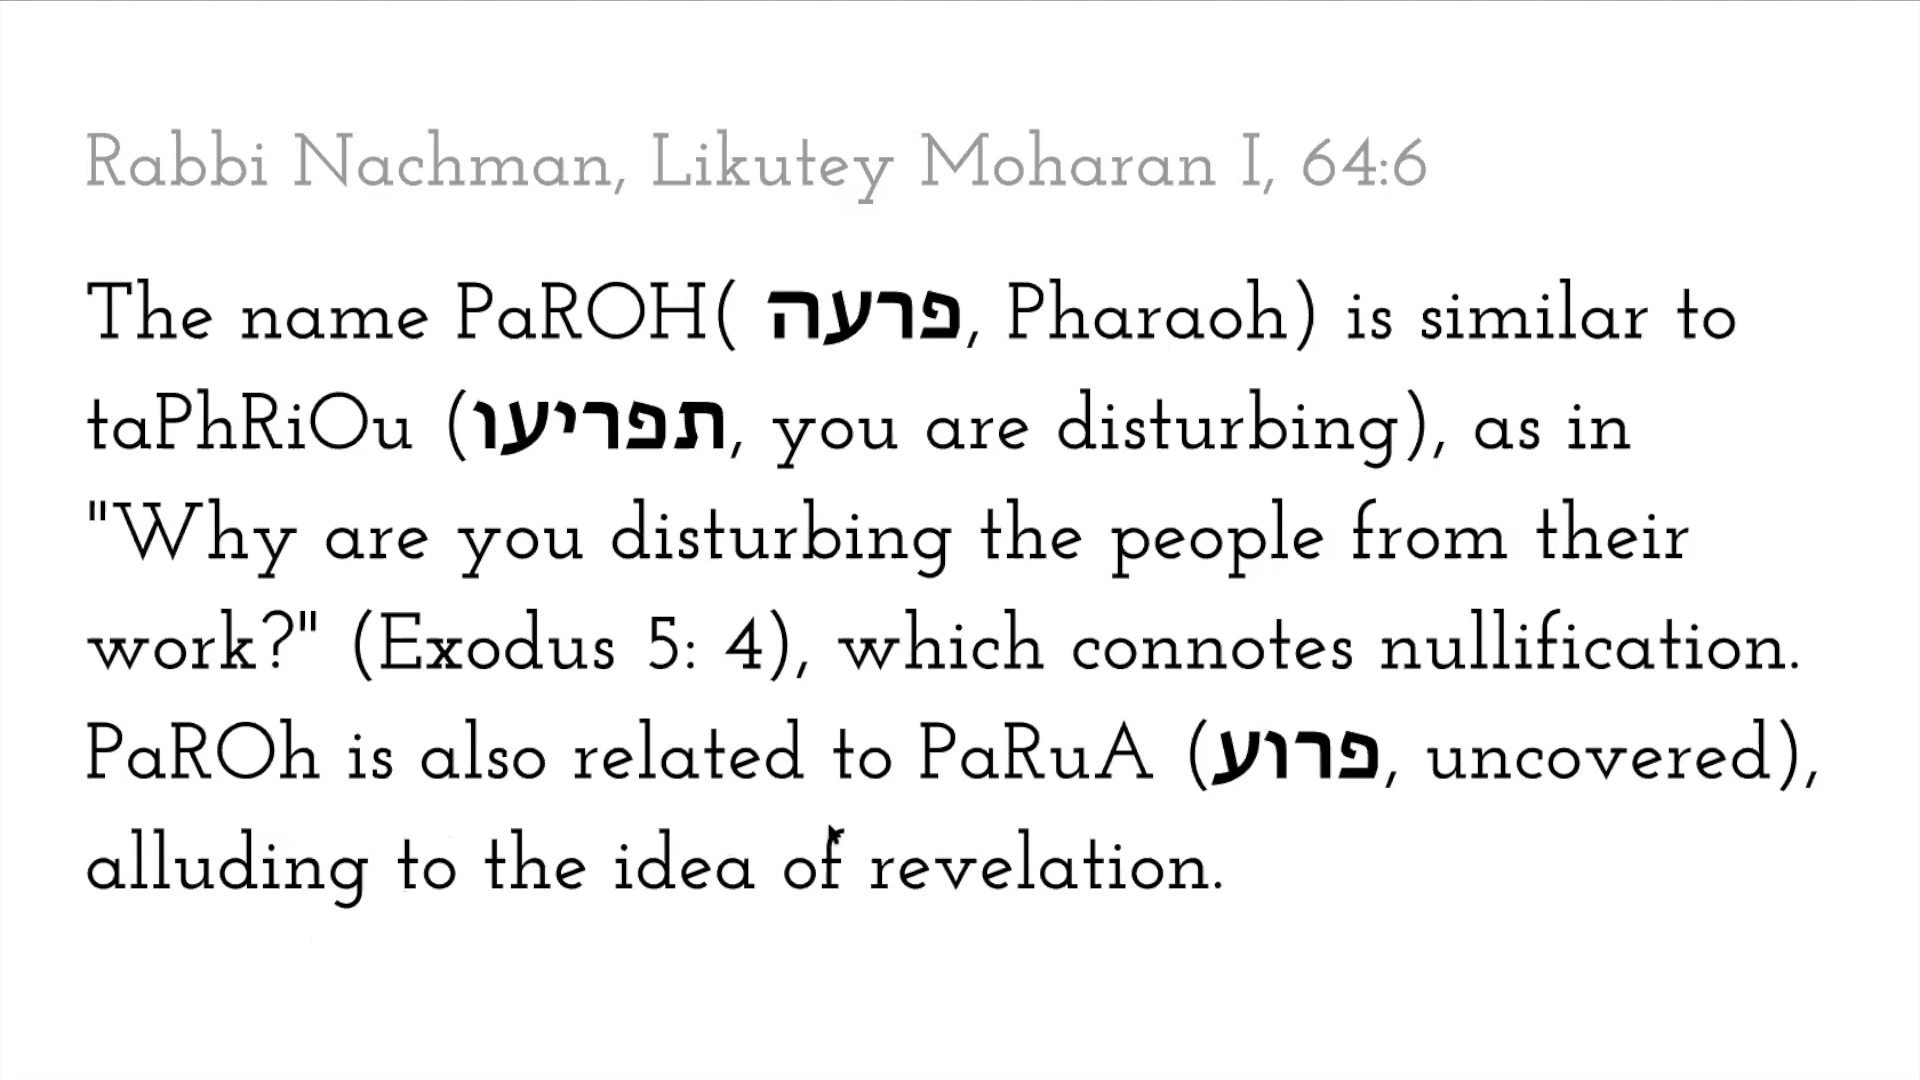 Rabbi Nachman, Likutey Moharan I, 64:6
The name PaROH( פרעה, Pharaoh) is similar to
taPhRiOu (תפריעו, you are disturbing), as in
"Why are you disturbing the people from their
work?" (Exodus 5: 4), which connotes nullification.
PaROh is also related to PaRuA (פרוע, uncovered),
alluding to the idea of revelation.